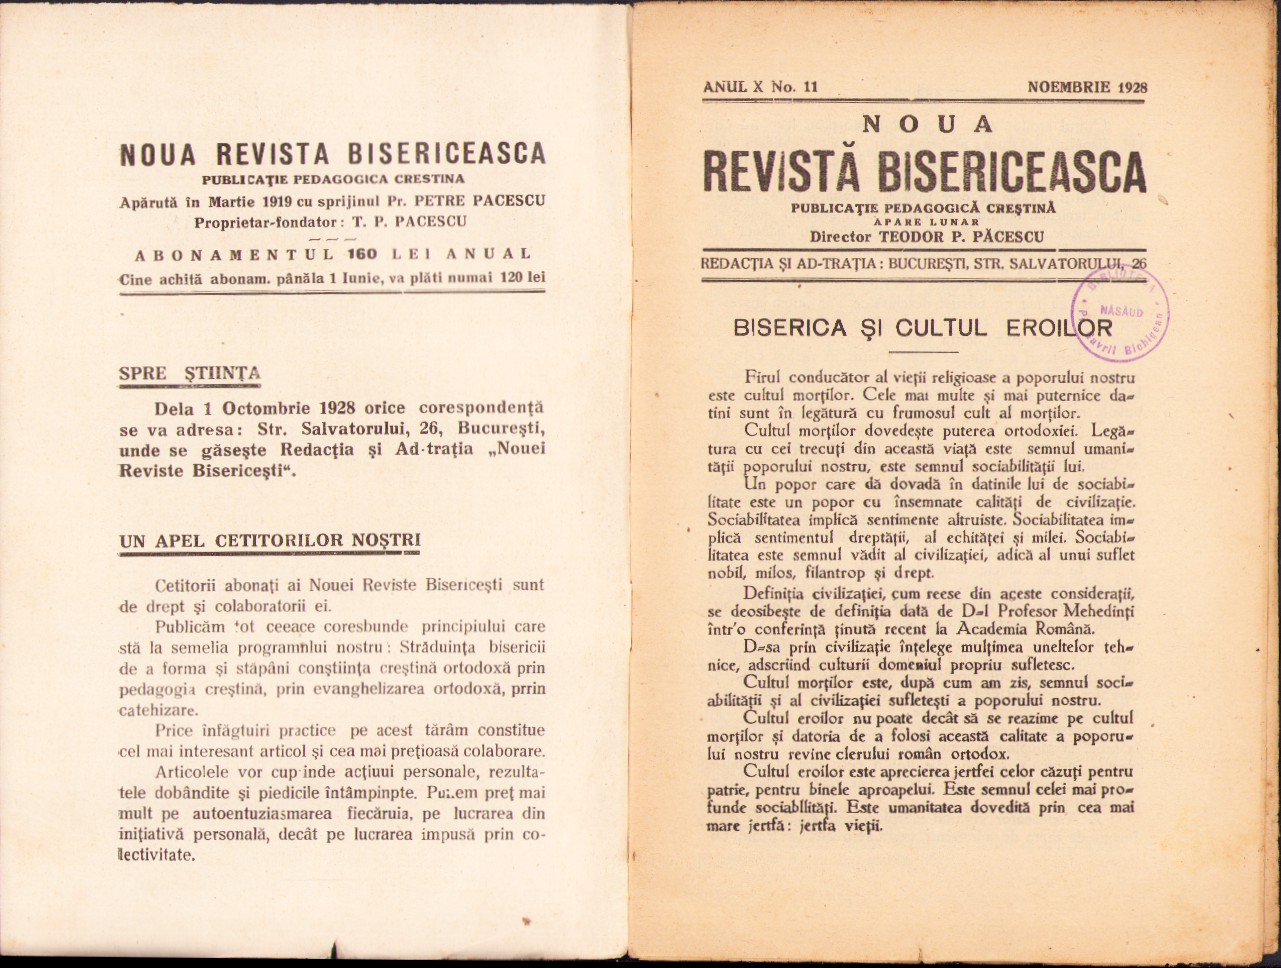 NOUA REVISTA BISERICEASCA
PUBLICAŢIE PEDAGOGICA CRESTINA
Apărută în Martie 1919 cu sprijinul Pr. PETRE PACESCU
Proprietar-fondator : T. P. PACESCU
ABONAMENTUL 160 LEI ANUAL
Cine achită abonam. pânăla 1 Iunie, va plăti numai 120 lei
SPRE ŞTIINŢA
Dela 1 Octombrie 1928 orice corespondenţă
se va adresa : Str. Salvatorului, 26, Bucureşti,
unde se găseşte Redacţia şi Ad-traţia „Nouei
Reviste Bisericeşti“.
UN APEL CETITORILOR NOŞTRI
Cetitorii abonaţi ai Nouei Reviste Bisericeşti sunt
de drept şi colaboratorii ei.
Publicăm tot ceeace coresbunde principiului care
stă la semelia programnlui nostru : Străduinţa bisericii
de a forma şi stăpâni conştiinţa creştină ortodoxă prin
pedagogia creştină, prin evanghelizarea ortodoxă, prrin
catehizare.
Price înfăgtuiri practice pe acest tărâm constitue
cel mai interesant articol şi cea mai preţioasă colaborare.
Articolele vor cup inde acţiuui personale, rezulta-
tele dobândite şi piedicile întâmpinpte. Punem preţ mai
mult pe autoentuziasmarea fiecăruia, pe lucrarea din
iniţiativă personală, decât pe lucrarea impusă prin co-
lectivitate.
ANUL X No. 11 NOEMBRIE 1928
NOUA
REVISTĂ BISERICEASCA
PUBLICAŢIE PEDAGOGICĂ CREŞTINĂ
APARE LUNAR
Director TEODOR P. PĂCESCU
REDACŢIA ŞI AD-TRAŢIA : BUCUREŞTI, STR. SALVATORULUI, 26
BIBLIOTECA
NĂSĂUD
BISERICA ŞI CULTUL EROILOR
Firul conducător al vieţii religioase a poporului nostru
este cultul morţilor. Cele mai multe şi mai puternice da-
tini sunt în legătură cu frumosul cult al morţilor.
Cultul morţilor dovedeşte puterea ortodoxiei. Legă-
tura cu cei trecuţi din această viaţă este semnul umani-
tăţii poporului nostru, este semnul sociabilităţii lui.
Un popor care dă dovadă în datinile lui de sociabi-
litate este un popor cu însemnate calităţi de civilizaţie.
Sociabilitatea implică sentimente altruiste. Sociabilitatea im-
plică sentimentul dreptăţii, al echităţei şi milei. Sociabi-
litatea este semnul vădit al civilizaţiei, adică al unui suflet
nobil, milos, filantrop şi drept.
Definiţia civilizaţiei, cum reese din aceste consideraţii,
se deosibeşte de definiţia dată de D-l Profesor Mehedinţi
într'o conferinţă ţinută recent la Academia Română.
D-sa prin civilizaţie înţelege mulţimea uneltelor teh-
nice, adscriind culturii domeniul propriu sufletesc.
Cultul morţilor este, după cum am zis, semnul soci-
abilităţii şi al civilizaţiei sufleteşti a poporului nostru.
Cultul eroilor nu poate decât să se reazime pe cultul
morţilor şi datoria de a folosi această calitate a poporu-
lui nostru revine clerului român ortodox.
Cultul eroilor este aprecierea jertfei celor căzuţi pentru
patrie, pentru binele aproapelui. Este semnul celei mai pro-
funde sociabilităţi. Este umanitatea dovedită prin cea mai
mare jertfă : jertfa vieţii.